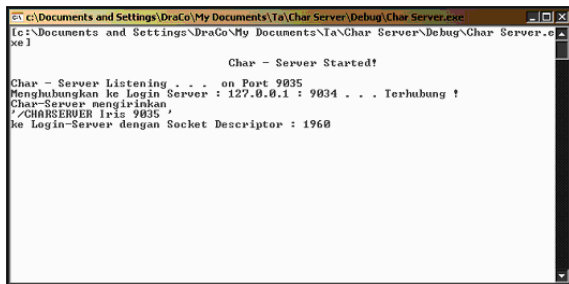 c:\Documents and Settings\DraCo\My Documents\Ta\Char Server\Debug\Char Server.exe
[c:\Documents and Settings\DraCo\My Documents\Ta\Char Server\Debug\Char Server.e
xe]
Char - Server Started!
Char - Server Listening . . . on Port 9035
Menghubungkan ke Login Server : 127.0.0.1 : 9034 . . . Terhubung !
Char-Server mengirimkan
'/CHARSERVER Iris 9035 '
ke Login-Server dengan Socket Descriptor : 1960